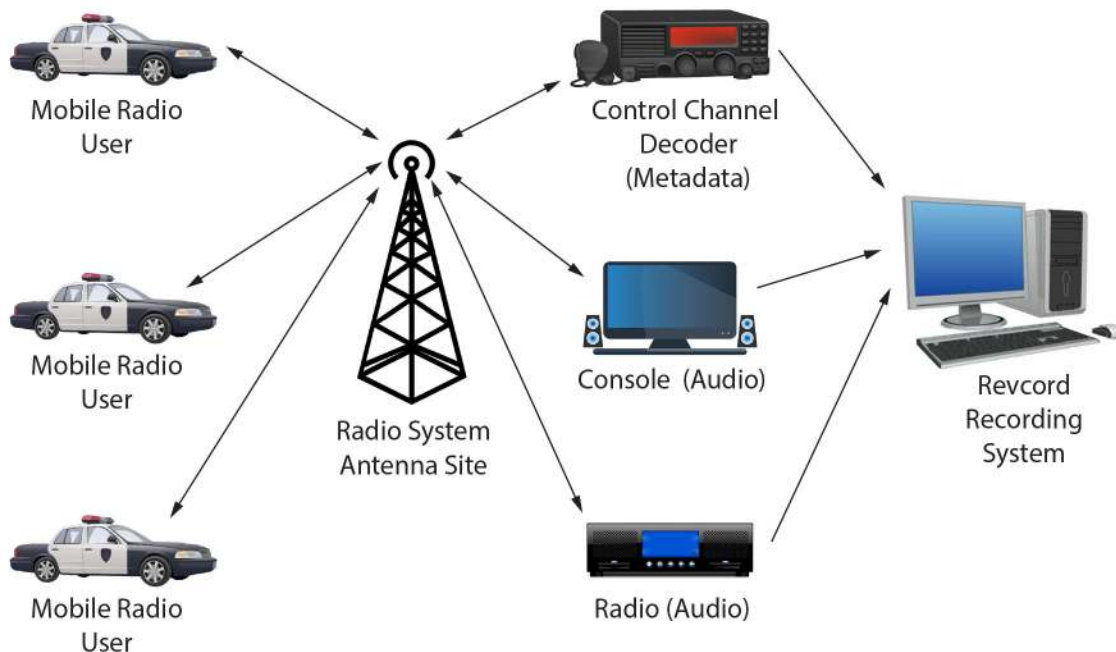 Mobile Radio
User
Mobile Radio
User
Mobile Radio
User
Radio System
Antenna Site
Control Channel
Decoder
(Metadata)
Console (Audio)
Radio (Audio)
Revcord
Recording
System